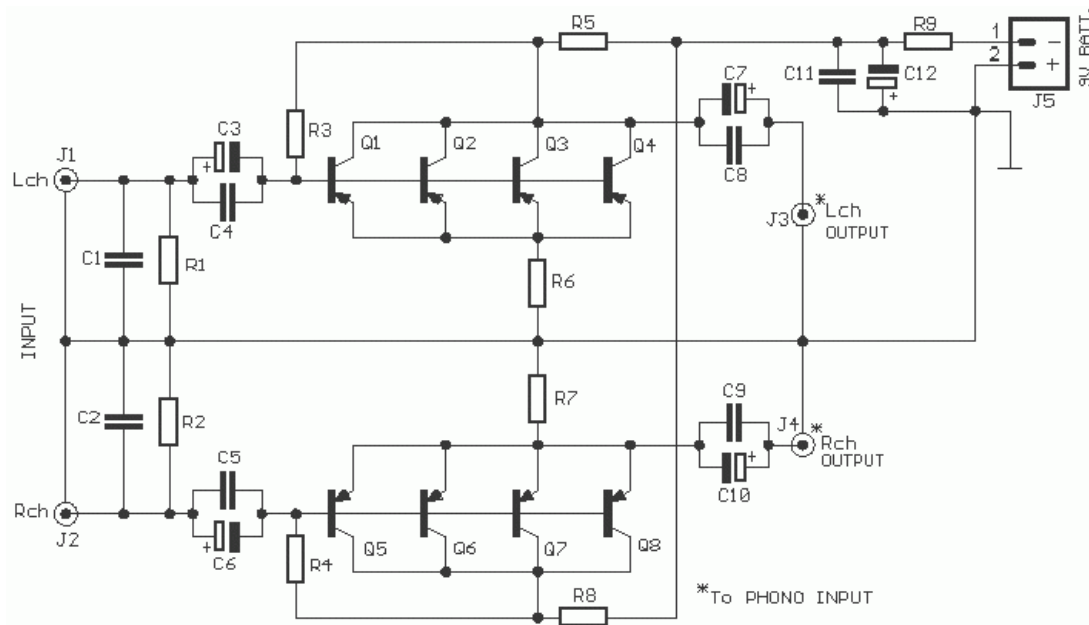 R5
R9
1
2
-
+
9V BATT.
J5
C7
+
C11
C12
+
R3
Q1
Q2
Q3
Q4
C8
J1
Lch
C3
+
C4
J3
*
Lch
OUTPUT
C1
R1
R6
INPUT
C2
R2
R7
C9
J4
*
Rch
OUTPUT
+
C10
C5
Rch
J2
+
C6
R4
Q5
Q6
Q7
Q8
R8
*To PHONO INPUT